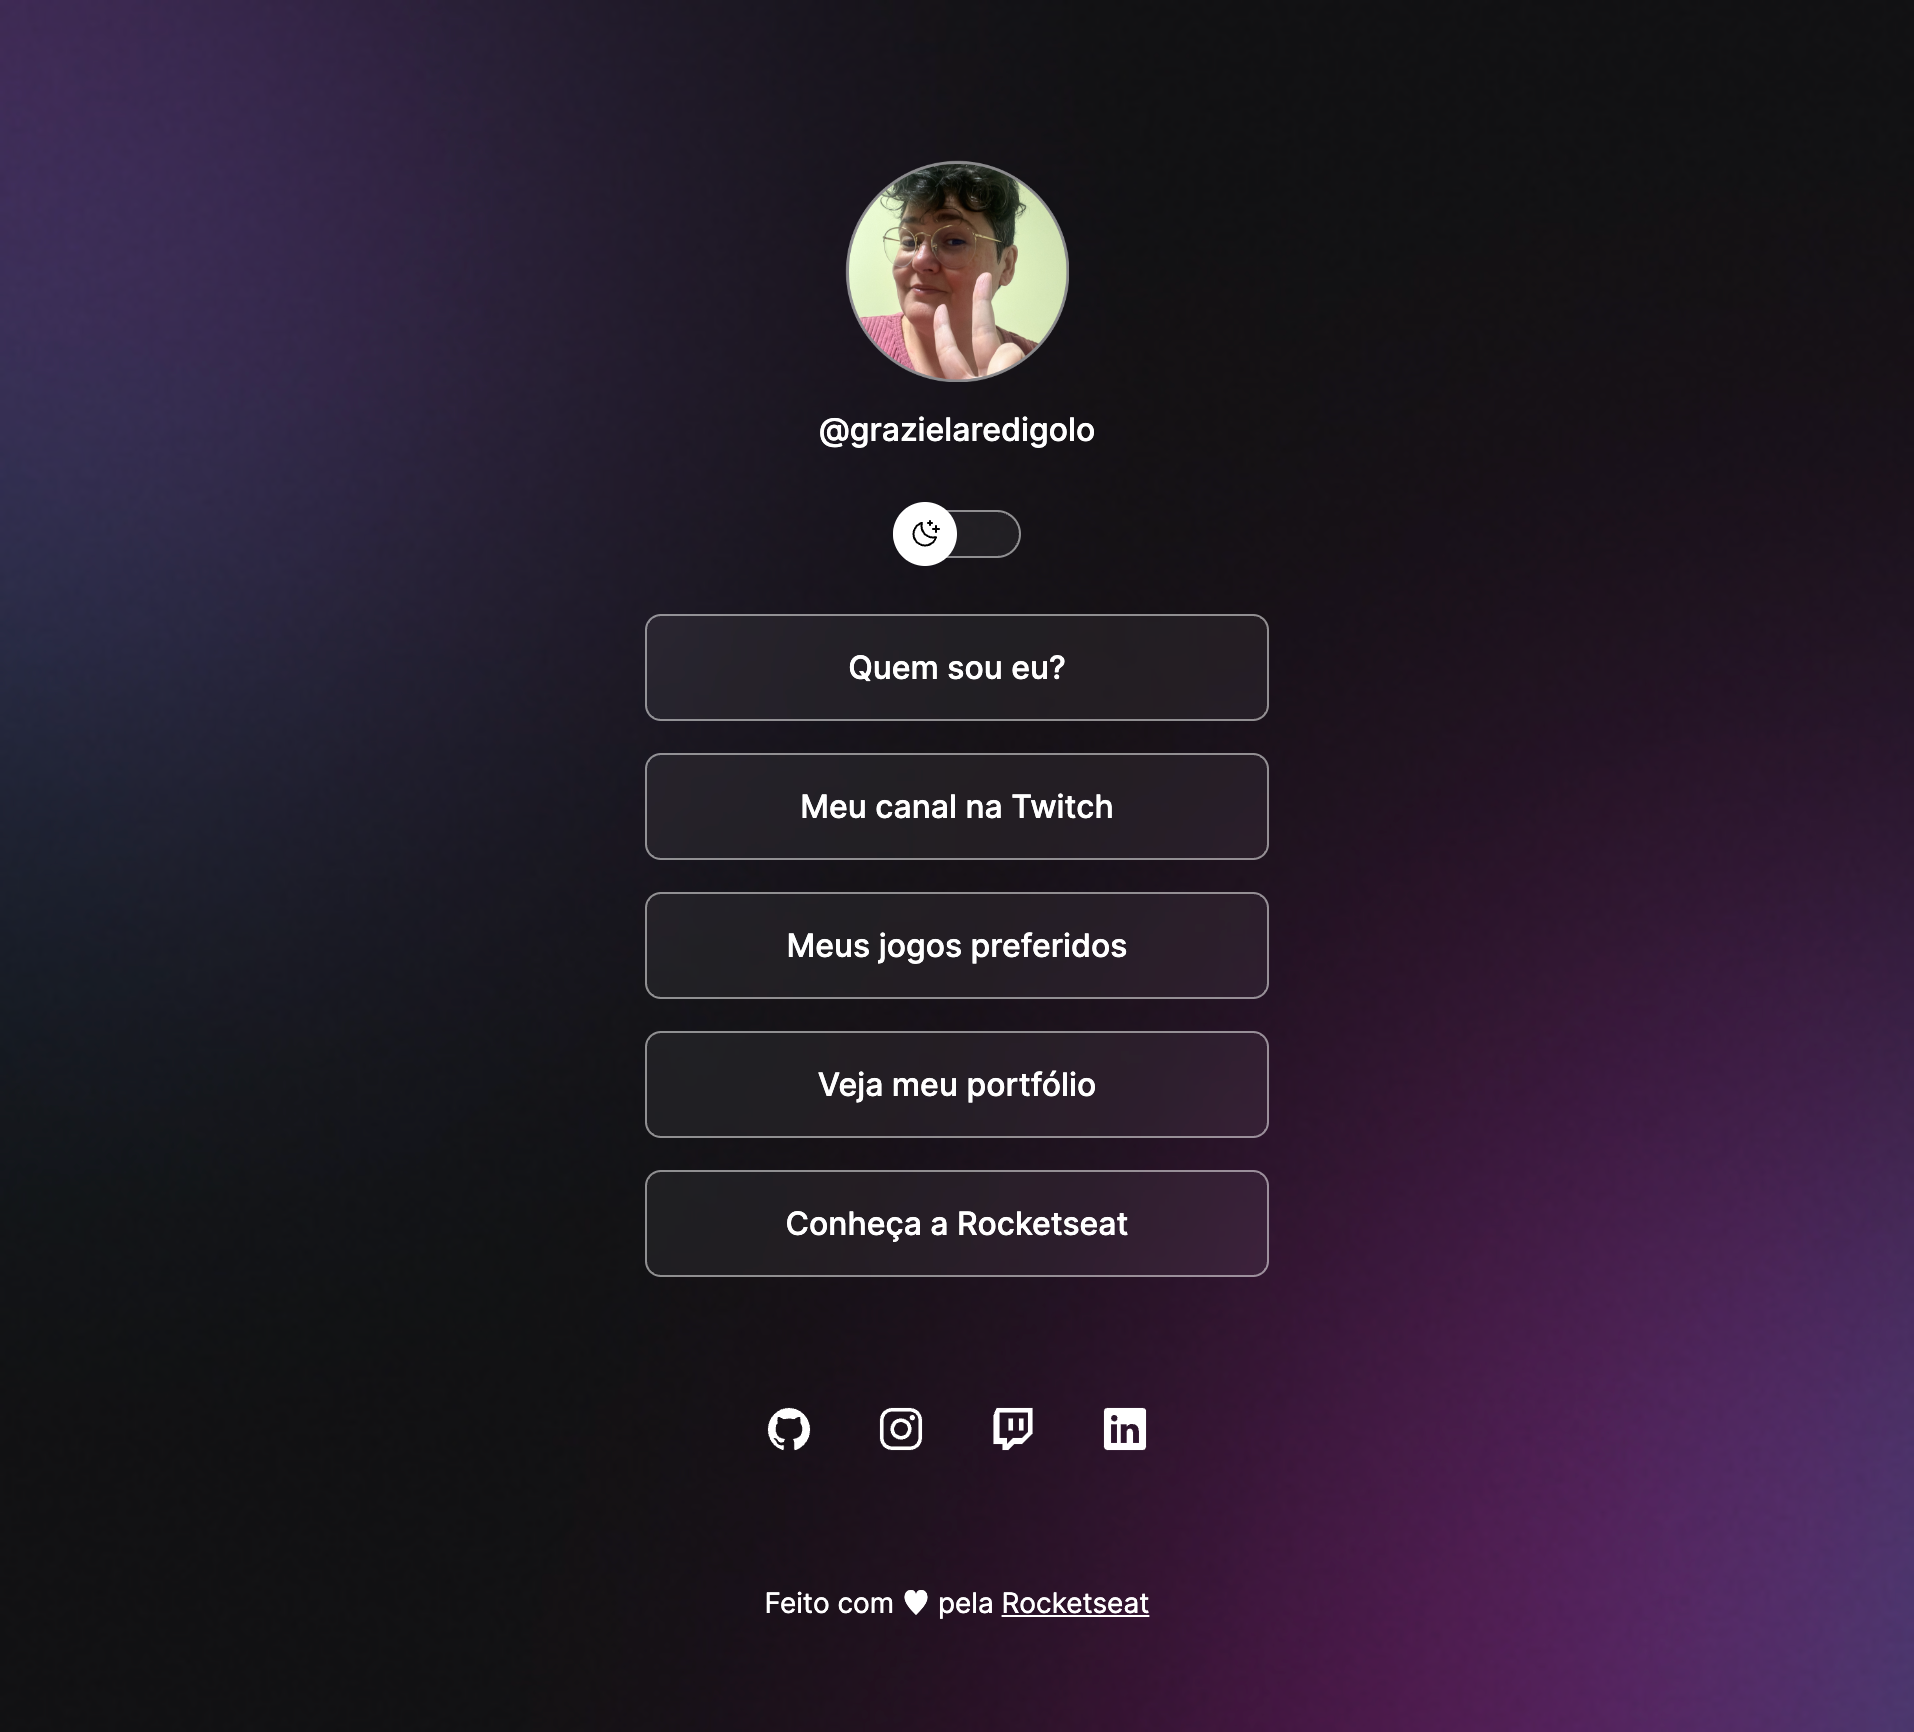 @grazielaredigolo
Quem sou eu?
Meu canal na Twitch
Meus jogos preferidos
Veja meu portfólio
Conheça a Rocketseat
Feito com ♥ pela Rocketseat